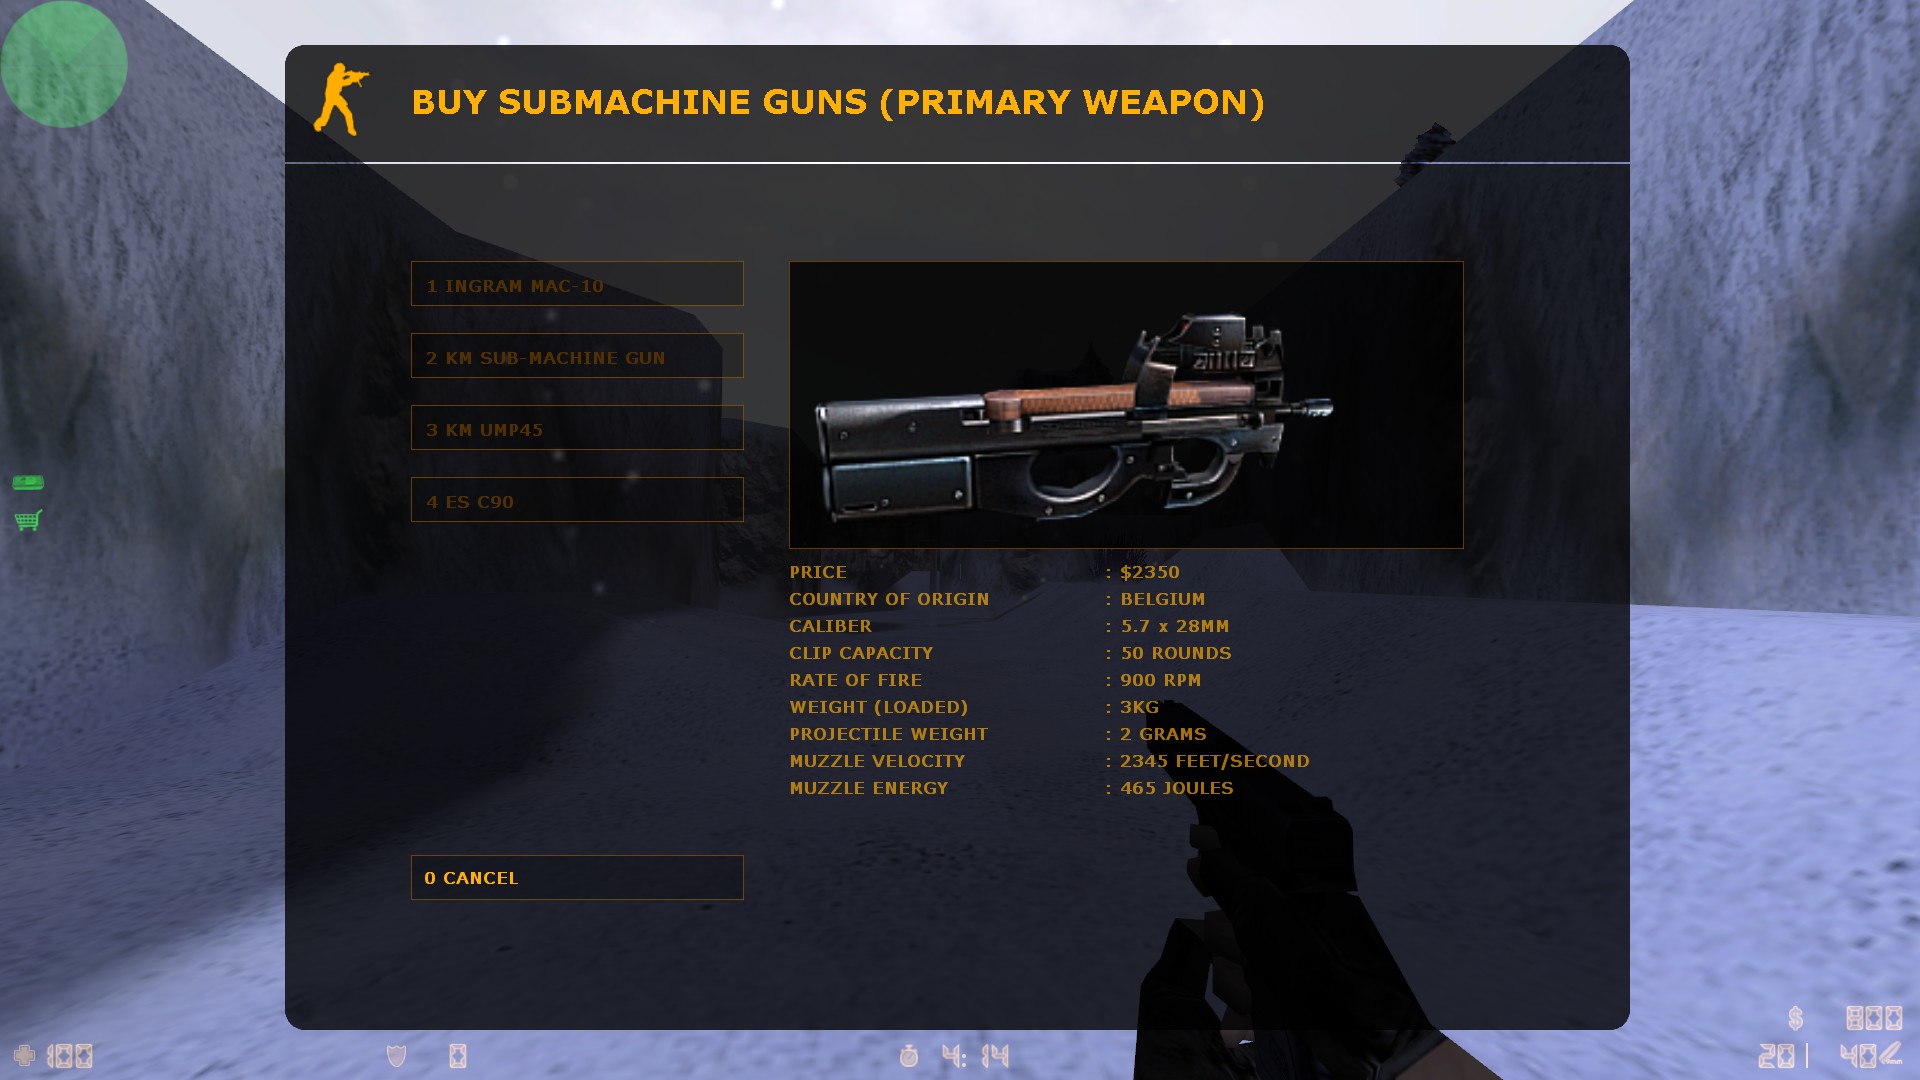 BUY SUBMACHINE GUNS (PRIMARY WEAPON)
1 INGRAM MAC-10
2 KM SUB-MACHINE GUN
3 KM UMP45
4 ES C90
PRICE : $2350
COUNTRY OF ORIGIN : BELGIUM
CALIBER : 5.7 x 28MM
CLIP CAPACITY : 50 ROUNDS
RATE OF FIRE : 900 RPM
WEIGHT (LOADED) : 3KG
PROJECTILE WEIGHT : 2 GRAMS
MUZZLE VELOCITY : 2345 FEET/SECOND
MUZZLE ENERGY : 465 JOULES
0 CANCEL
$ 800
100 0 4:14 20| 40